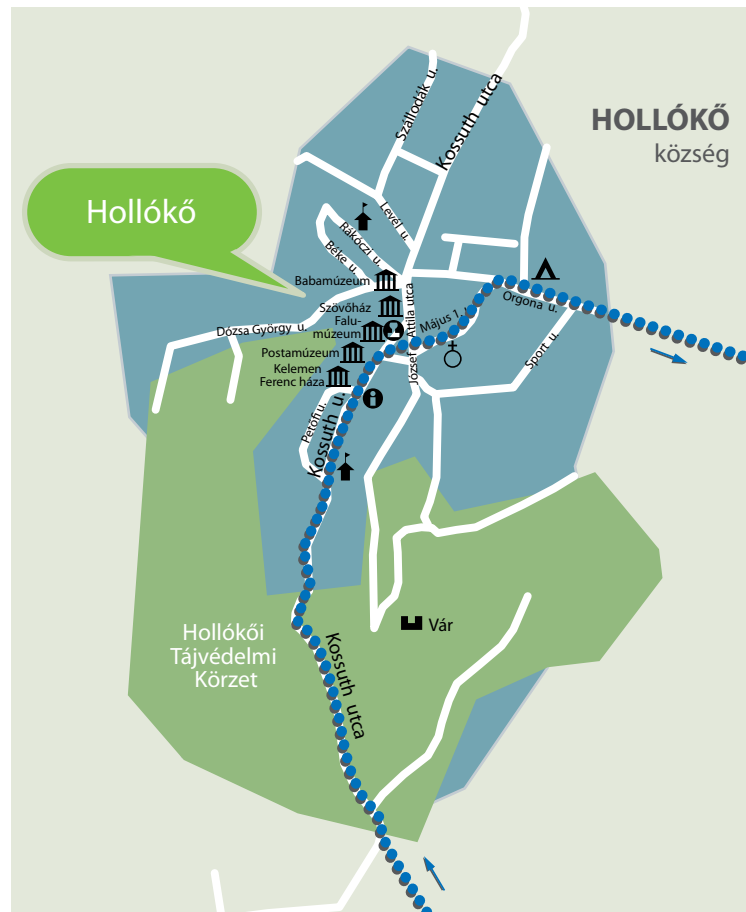 HOLLÓKŐ
község
Szállodák u.
Kossuth utca
Hollókő
Levél u.
Rákóczi u.
Béke u.
Babamúzeum
Szövőház
Falu-
múzeum
Attila utca
József
Május 1. u.
Orgona u.
Dózsa György u.
Postamúzeum
Kelemen
Ferenc háza
Sport u.
Petőfi u.
Kossuth u.
Vár
Hollókői
Tájvédelmi
Körzet
Kossuth utca